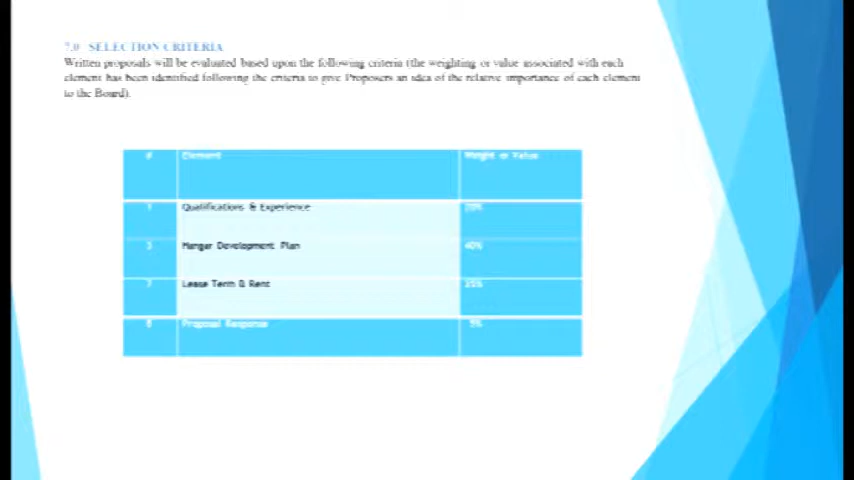 7.0 SELECTION CRITERIA
Written proposals will be evaluated based upon the following criteria (the weighting or value associated with each
element has been identified following the criteria to give Proposers an idea of the relative importance of each element
to the Board).
# Element Weight or Value
Qualifications & Experience
Hangar Development Plan 40%
Lease Term & Rent
Proposal Response 5%